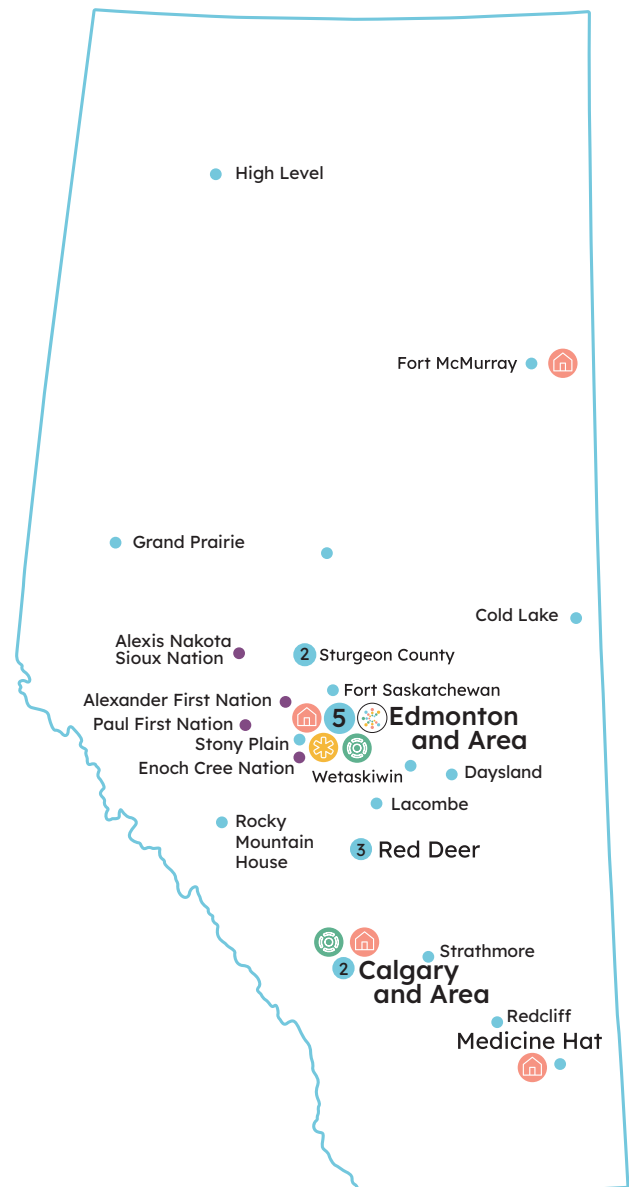 High Level
Fort McMurray
Grand Prairie
Cold Lake
Alexis Nakota
Sioux Nation
2 Sturgeon County
Fort Saskatchewan
Alexander First Nation
5 Edmonton
and Area
Paul First Nation
Stony Plain
Enoch Cree Nation
Wetaskiwin
Daysland
Lacombe
Rocky
Mountain
House
3 Red Deer
Strathmore
2 Calgary
and Area
Redcliff
Medicine Hat